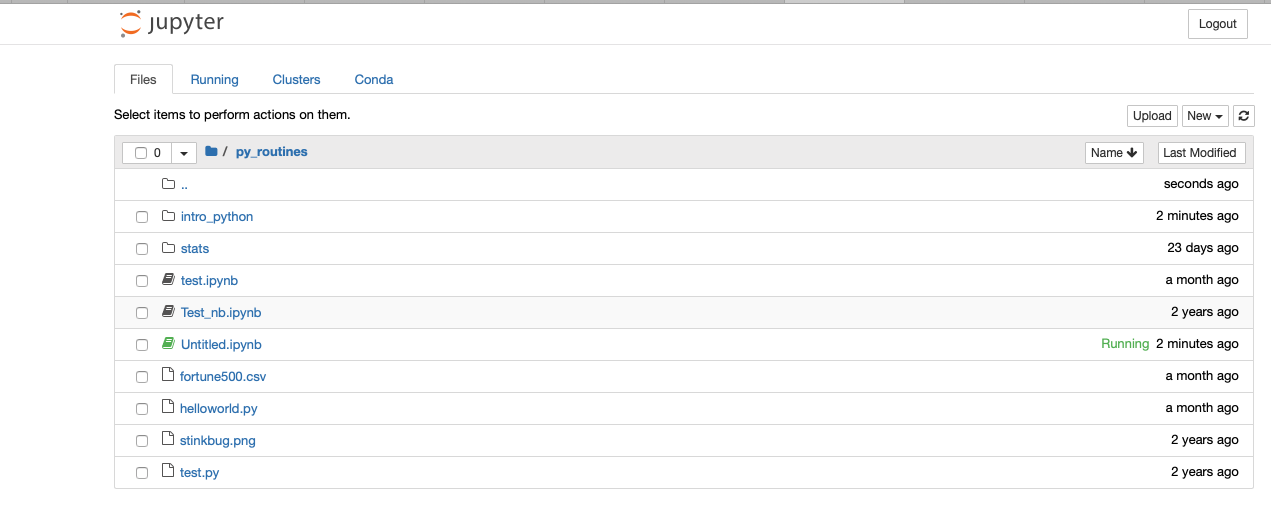 jupyter Logout
Files Running Clusters Conda
Select items to perform actions on them. Upload New
0 / py_routines Name Last Modified
.. seconds ago
intro_python 2 minutes ago
stats 23 days ago
test.ipynb a month ago
Test_nb.ipynb 2 years ago
Untitled.ipynb Running 2 minutes ago
fortune500.csv a month ago
helloworld.py a month ago
stinkbug.png 2 years ago
test.py 2 years ago